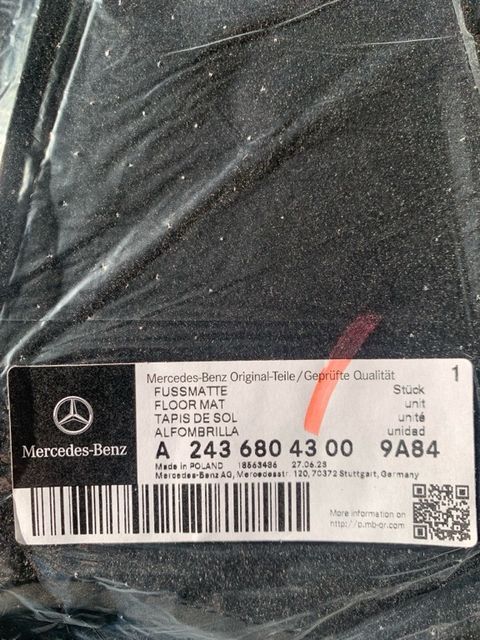 Mercedes-Benz Original-Teile/Geprüfte Qualität 1
FUSSMATTE Stück
FLOOR MAT unit
TAPIS DE SOL unité
ALFOMBRILLA unidad
A 243 680 43 00 9A84
Made in POLAND 18563486 27.06.23
Mercedes-Benz AG, Mercedesstr. 120, 70372 Stuttgart, Germany
Mercedes-Benz
More information on
http://p.mb-qr.com